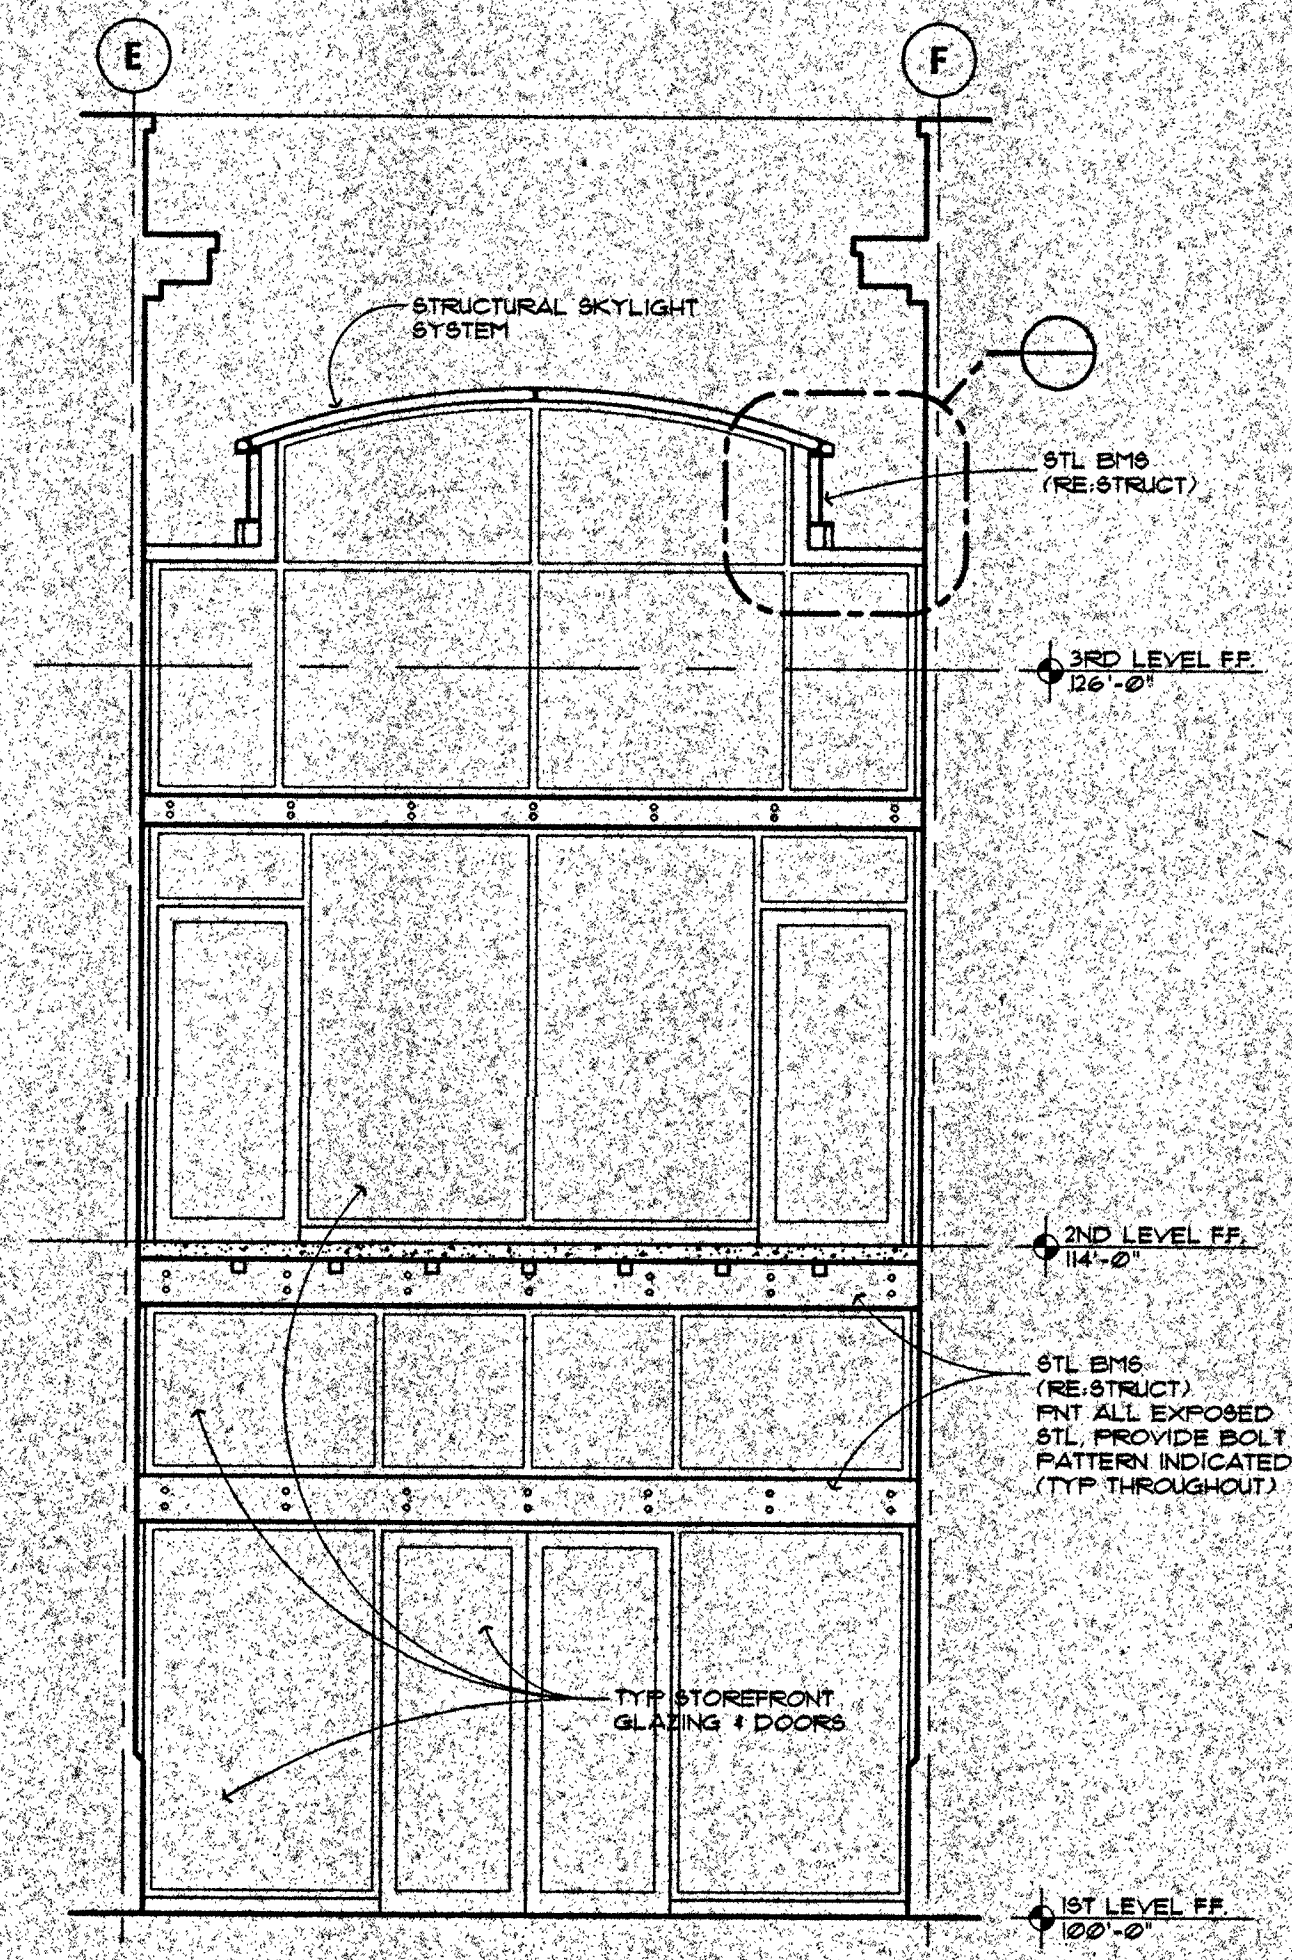 E
F
STRUCTURAL SKYLIGHT
SYSTEM
STL BMS
(RE:STRUCT)
3RD LEVEL F.F.
126'-0"
2ND LEVEL F.F.
114'-0"
STL BMS
(RE:STRUCT)
PNT ALL EXPOSED
STL, PROVIDE BOLT
PATTERN INDICATED
(TYP THROUGHOUT)
TYP STOREFRONT
GLAZING & DOORS
1ST LEVEL F.F.
100'-0"